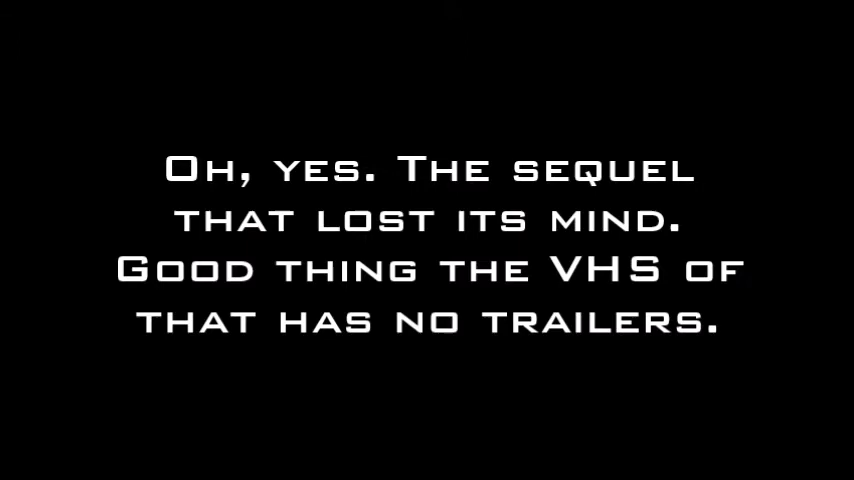 Oh, yes. The sequel
that lost its mind.
Good thing the VHS of
that has no trailers.